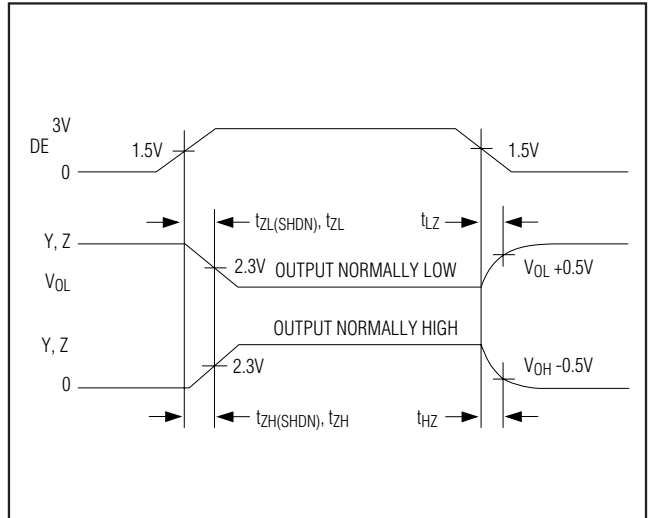 3V
DE
1.5V
1.5V
0
tZL(SHDN), tZL
tLZ
Y, Z
2.3V
OUTPUT NORMALLY LOW
VOL +0.5V
VOL
OUTPUT NORMALLY HIGH
Y, Z
2.3V
VOH -0.5V
0
tZH(SHDN), tZH
tHZ